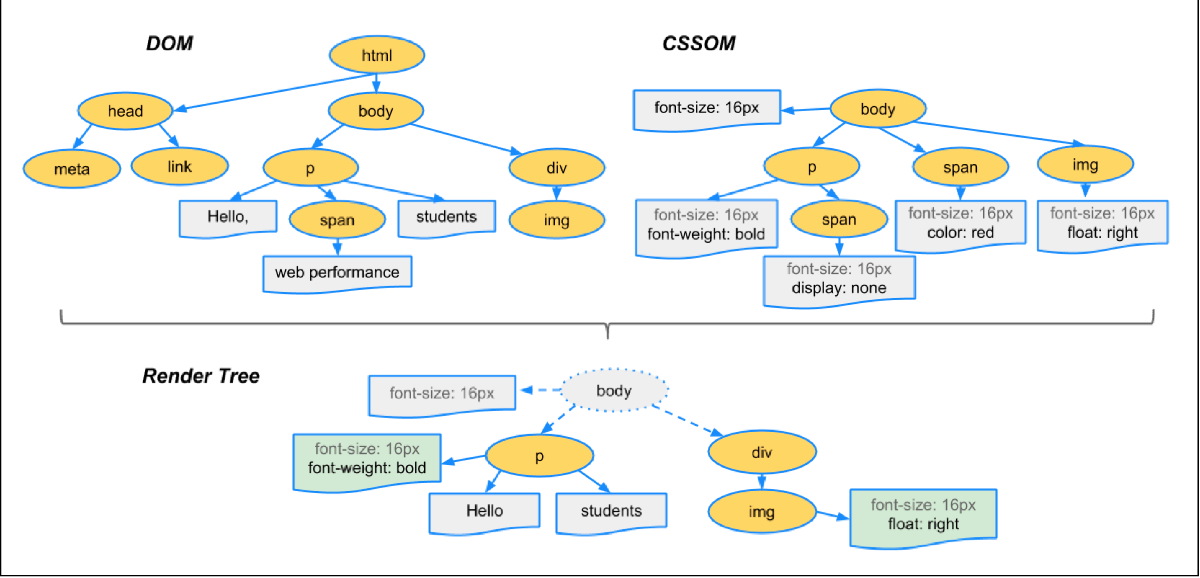 DOM
CSSOM
html
head
body
meta
link
p
div
Hello,
span
students
img
web performance
font-size: 16px
body
p
span
img
font-size: 16px
font-weight: bold
span
font-size: 16px
color: red
font-size: 16px
float: right
font-size: 16px
display: none
Render Tree
font-size: 16px
body
font-size: 16px
font-weight: bold
p
div
Hello
students
img
font-size: 16px
float: right